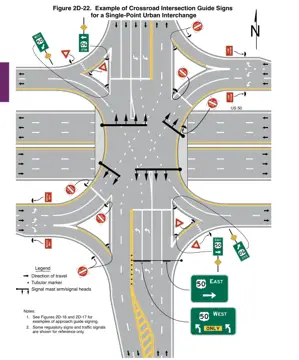 Figure 2D-22. Example of Crossroad Intersection Guide Signs
for a Single-Point Urban Interchange
N
US 50
50 EAST
50 WEST
ONLY
Legend
Direction of travel
Tubular marker
Signal mast arm/signal heads
Notes:
1. See Figures 2D-16 and 2D-17 for
examples of approach guide signing.
2. Some regulatory signs and traffic signals
are shown for reference only.